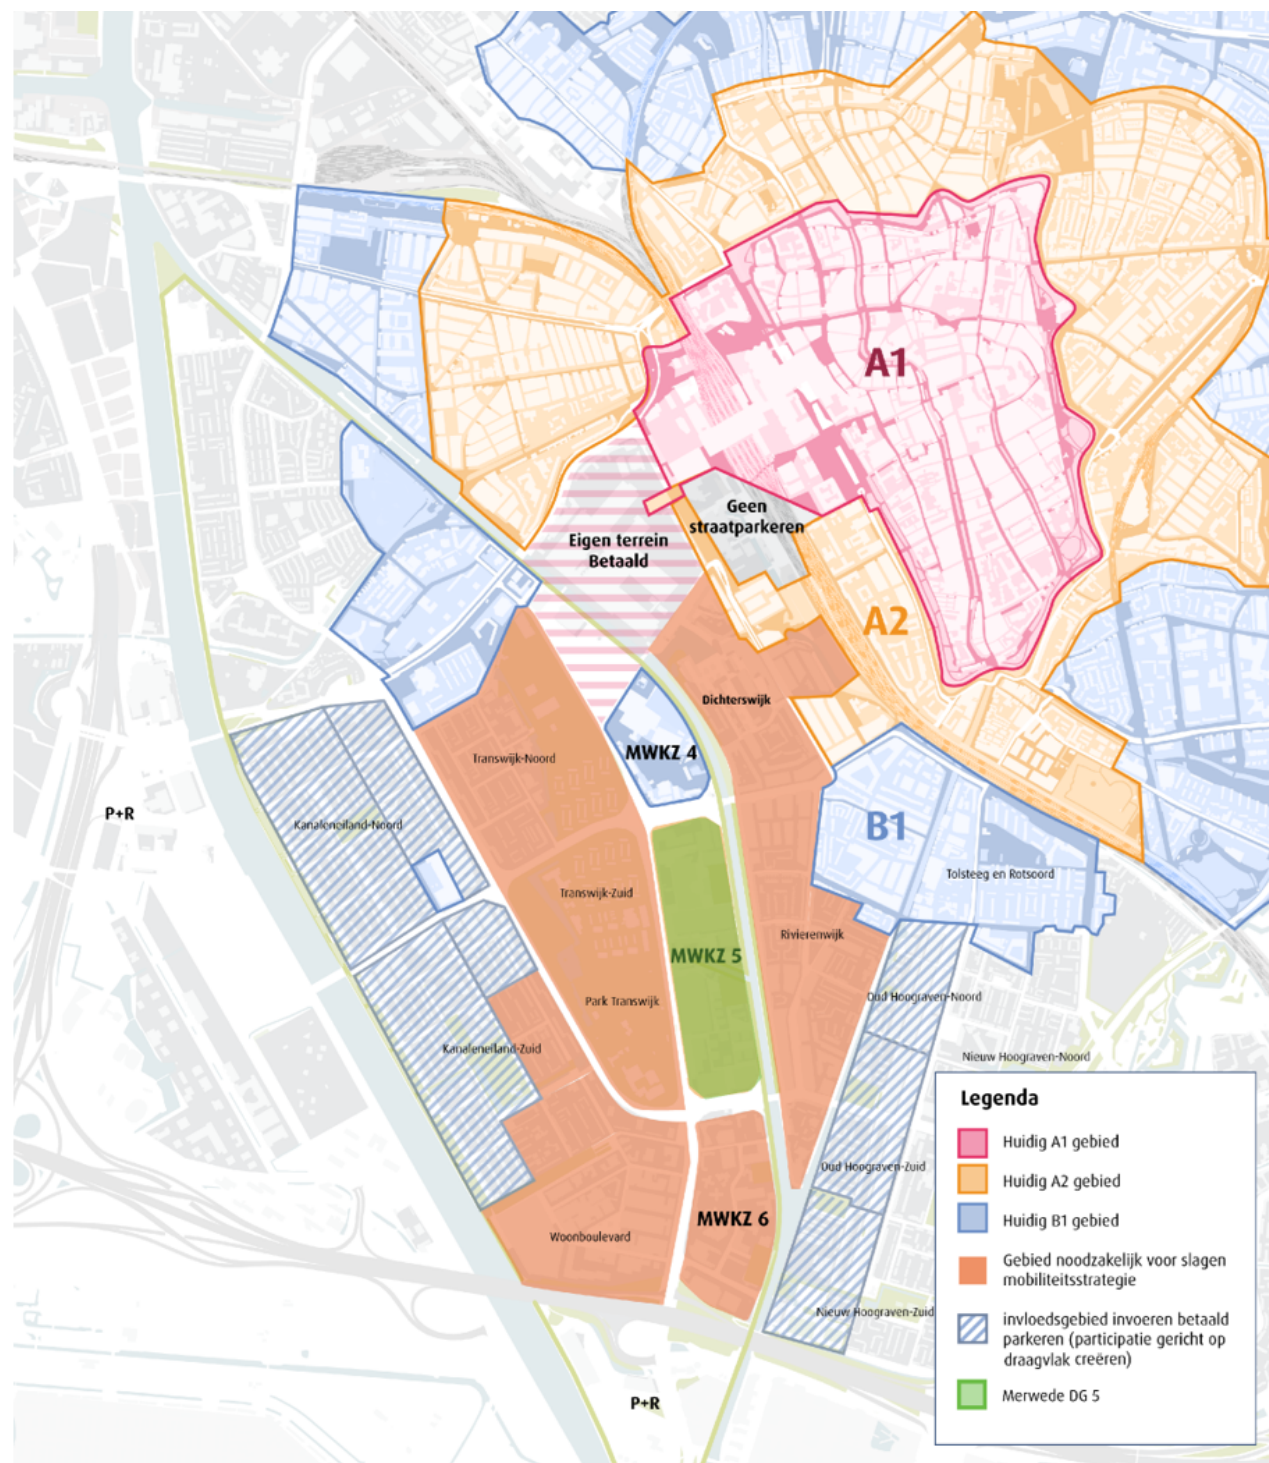 A1
Geen
straatparkeren
Eigen terrein
Betaald
A2
Dichterswijk
MWKZ 4
Transwijk-Noord
P+R
Kanaleneiland-Noord
B1
Tolsteeg en Rotsoord
Transwijk-Zuid
Rivierenwijk
MWKZ 5
Park Transwijk
Oud Hoograven-Noord
Kanaleneiland-Zuid
Nieuw Hoograven-Noord
Oud Hoograven-Zuid
MWKZ 6
Woonboulevard
Nieuw Hoograven-Zuid
P+R
Legenda
Huidig A1 gebied
Huidig A2 gebied
Huidig B1 gebied
Gebied noodzakelijk voor slagen
mobiliteitsstrategie
invloedsgebied invoeren betaald
parkeren (participatie gericht op
draagvlak creëren)
Merwede DG 5